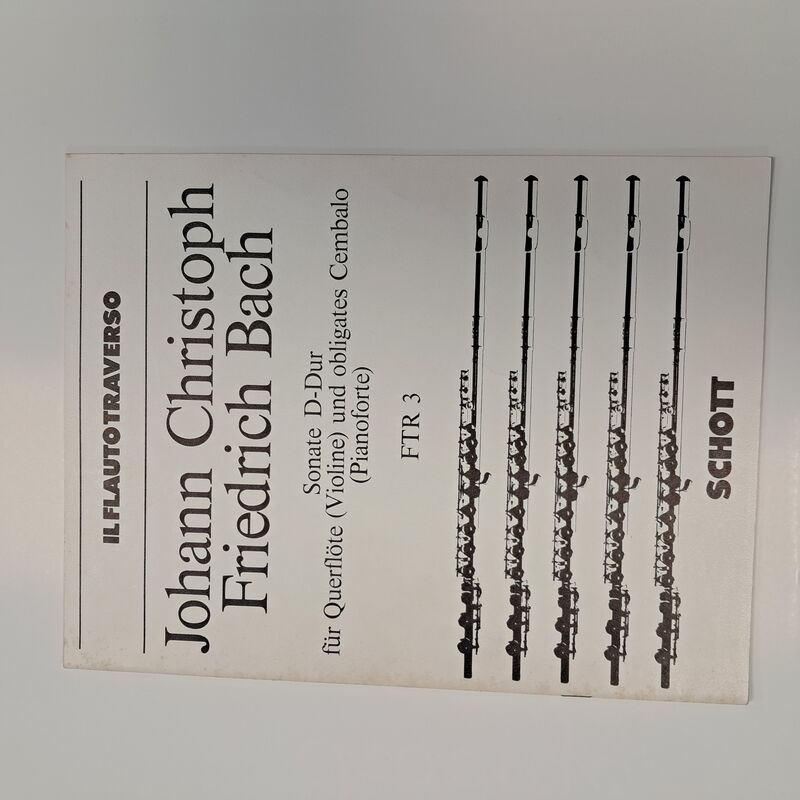 IL FLAUTO TRAVERSO
Johann Christoph
Friedrich Bach
Sonate D-Dur
für Querflöte (Violine) und obligates Cembalo
(Pianoforte)
FTR 3
SCHOTT